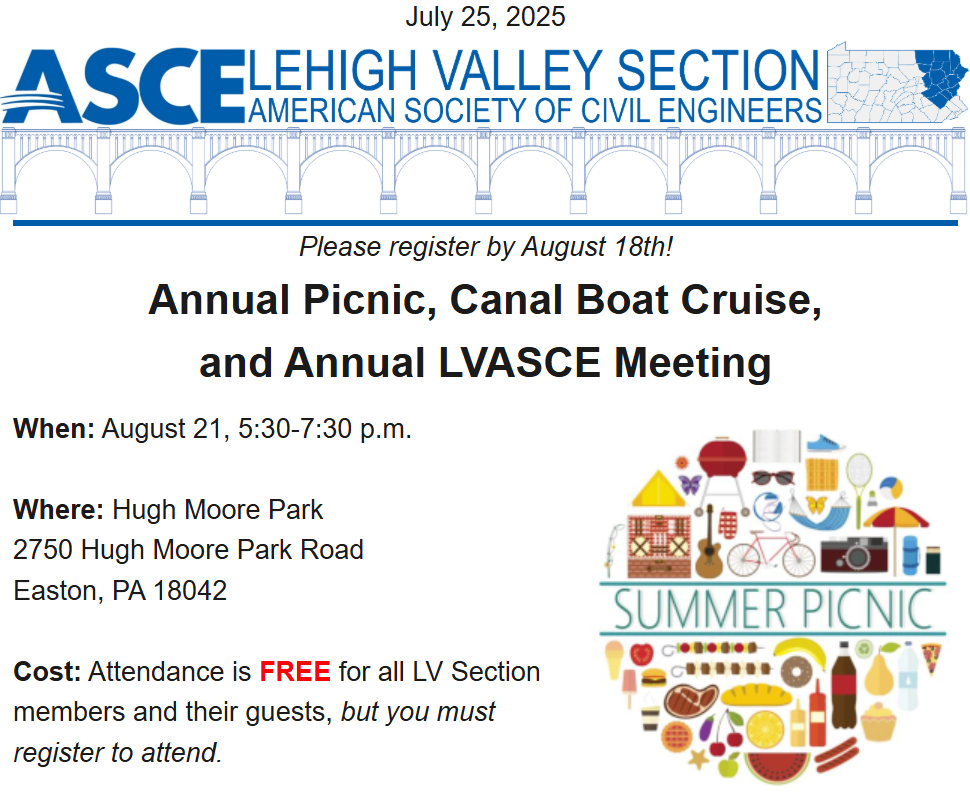 July 25, 2025
ASCE LEHIGH VALLEY SECTION
AMERICAN SOCIETY OF CIVIL ENGINEERS
Please register by August 18th!
Annual Picnic, Canal Boat Cruise,
and Annual LVASCE Meeting
When: August 21, 5:30-7:30 p.m.
Where: Hugh Moore Park
2750 Hugh Moore Park Road
Easton, PA 18042
Cost: Attendance is FREE for all LV Section
members and their guests, but you must
register to attend.
SUMMER PICNIC